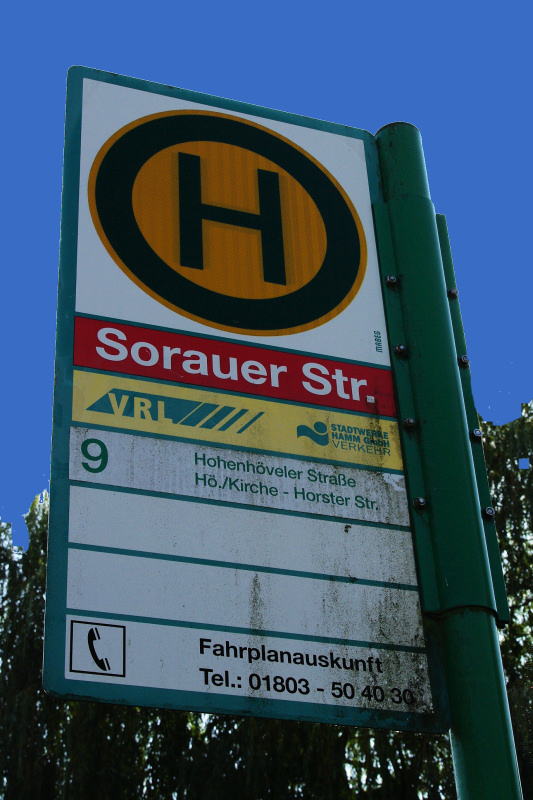 H
MABEG
Sorauer Str.
VRL
STADTWERKE
HAMM GmbH
VERKEHR
9
Hohenhöveler Straße
Hö./Kirche - Horster Str.
Fahrplanauskunft
Tel.: 01803 - 50 40 30